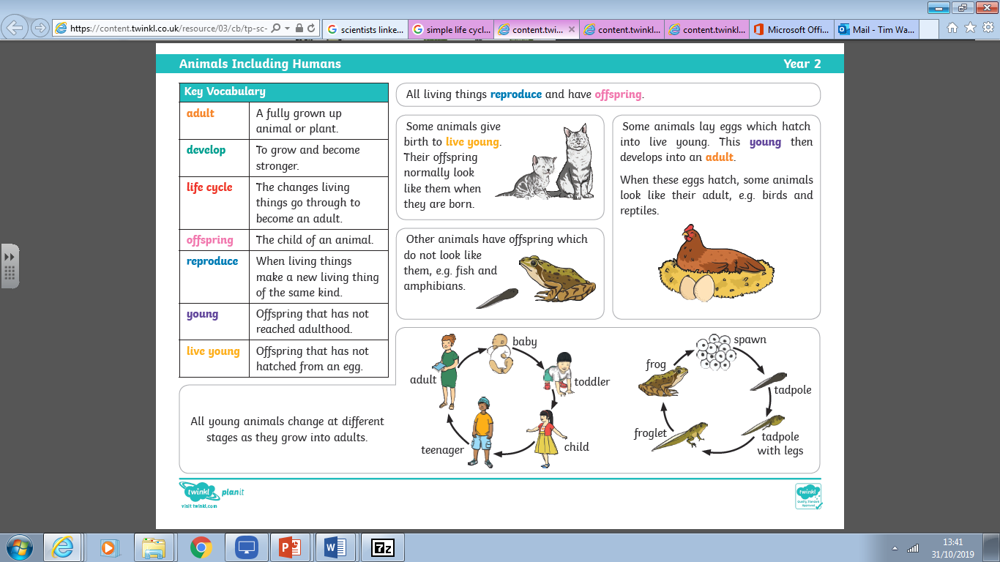 https://content.twinkl.co.uk/resource/03/cb/tp-sc-
scientists linke...
simple life cycl...
content.twi...
content.twinkl...
content.twinkl...
Microsoft Offi...
Mail - Tim Wa...
Animals Including Humans
Year 2
Key Vocabulary
adult
A fully grown up
animal or plant.
develop
To grow and become
stronger.
life cycle
The changes living
things go through to
become an adult.
offspring
The child of an animal.
reproduce
When living things
make a new living thing
of the same kind.
young
Offspring that has not
reached adulthood.
live young
Offspring that has not
hatched from an egg.
All living things reproduce and have offspring.
Some animals give
birth to live young.
Their offspring
normally look
like them when
they are born.
Some animals lay eggs which hatch
into live young. This young then
develops into an adult.
When these eggs hatch, some animals
look like their adult, e.g. birds and
reptiles.
Other animals have offspring which
do not look like
them, e.g. fish and
amphibians.
All young animals change at different
stages as they grow into adults.
adult
baby
toddler
child
teenager
frog
spawn
tadpole
tadpole
with legs
froglet
twinkl planit
visit twinkl.com
twinkl
Quality Standard
Approved
7z
13:41
31/10/2019